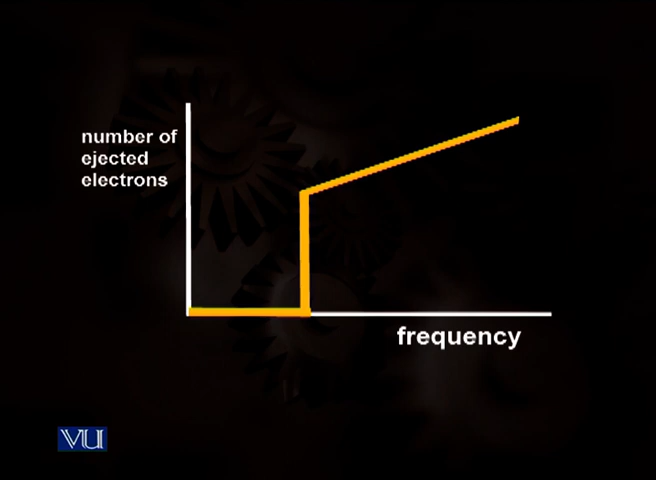 number of
ejected
electrons
frequency
VU